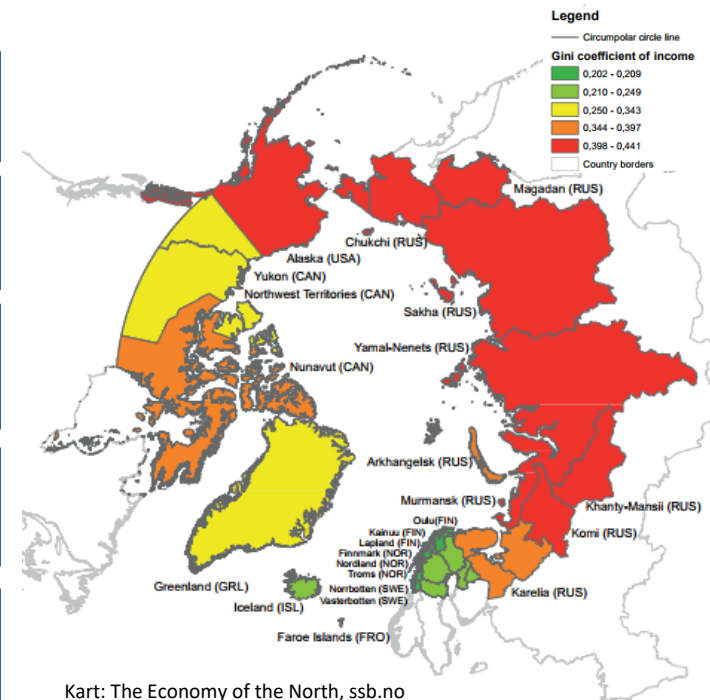 Legend
Circumpolar circle line
Gini coefficient of income
0,202 - 0,209
0,210 - 0,249
0,250 - 0,343
0,344 - 0,397
0,398 - 0,441
Country borders
Magadan (RUS)
Chukchi (RUS)
Alaska (USA)
Yukon (CAN)
Northwest Territories (CAN)
Sakha (RUS)
Yamal-Nenets (RUS)
Nunavut (CAN)
Arkhangelsk (RUS)
Murmansk (RUS)
Khanty-Mansii (RUS)
Oulu(FIN)
Kainuu (FIN)
Komi (RUS)
Lapland (FIN)
Finnmark (NOR)
Nordland (NOR)
Troms (NOR)
Greenland (GRL)
Norrbotten (SWE)
Karelia (RUS)
Vasterbotten (SWE)
Iceland (ISL)
Faroe Islands (FRO)
Kart: The Economy of the North, ssb.no